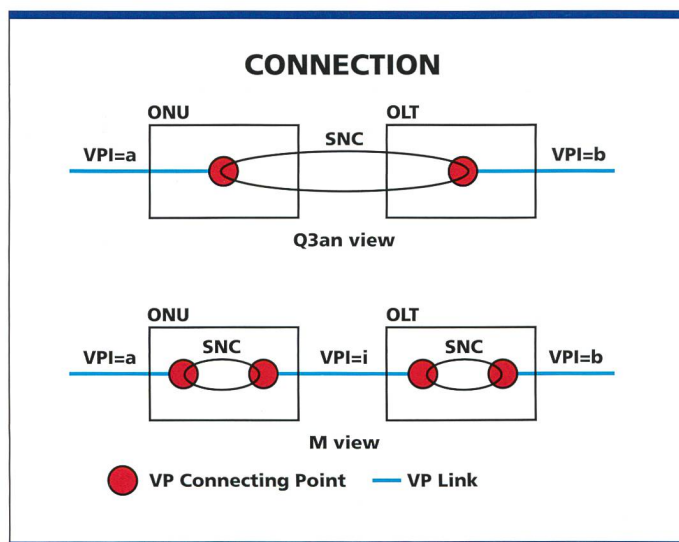 CONNECTION
ONU
OLT
VPI=a
SNC
VPI=b
Q3an view
ONU
OLT
VPI=a
SNC
VPI=i
SNC
VPI=b
M view
VP Connecting Point
VP Link